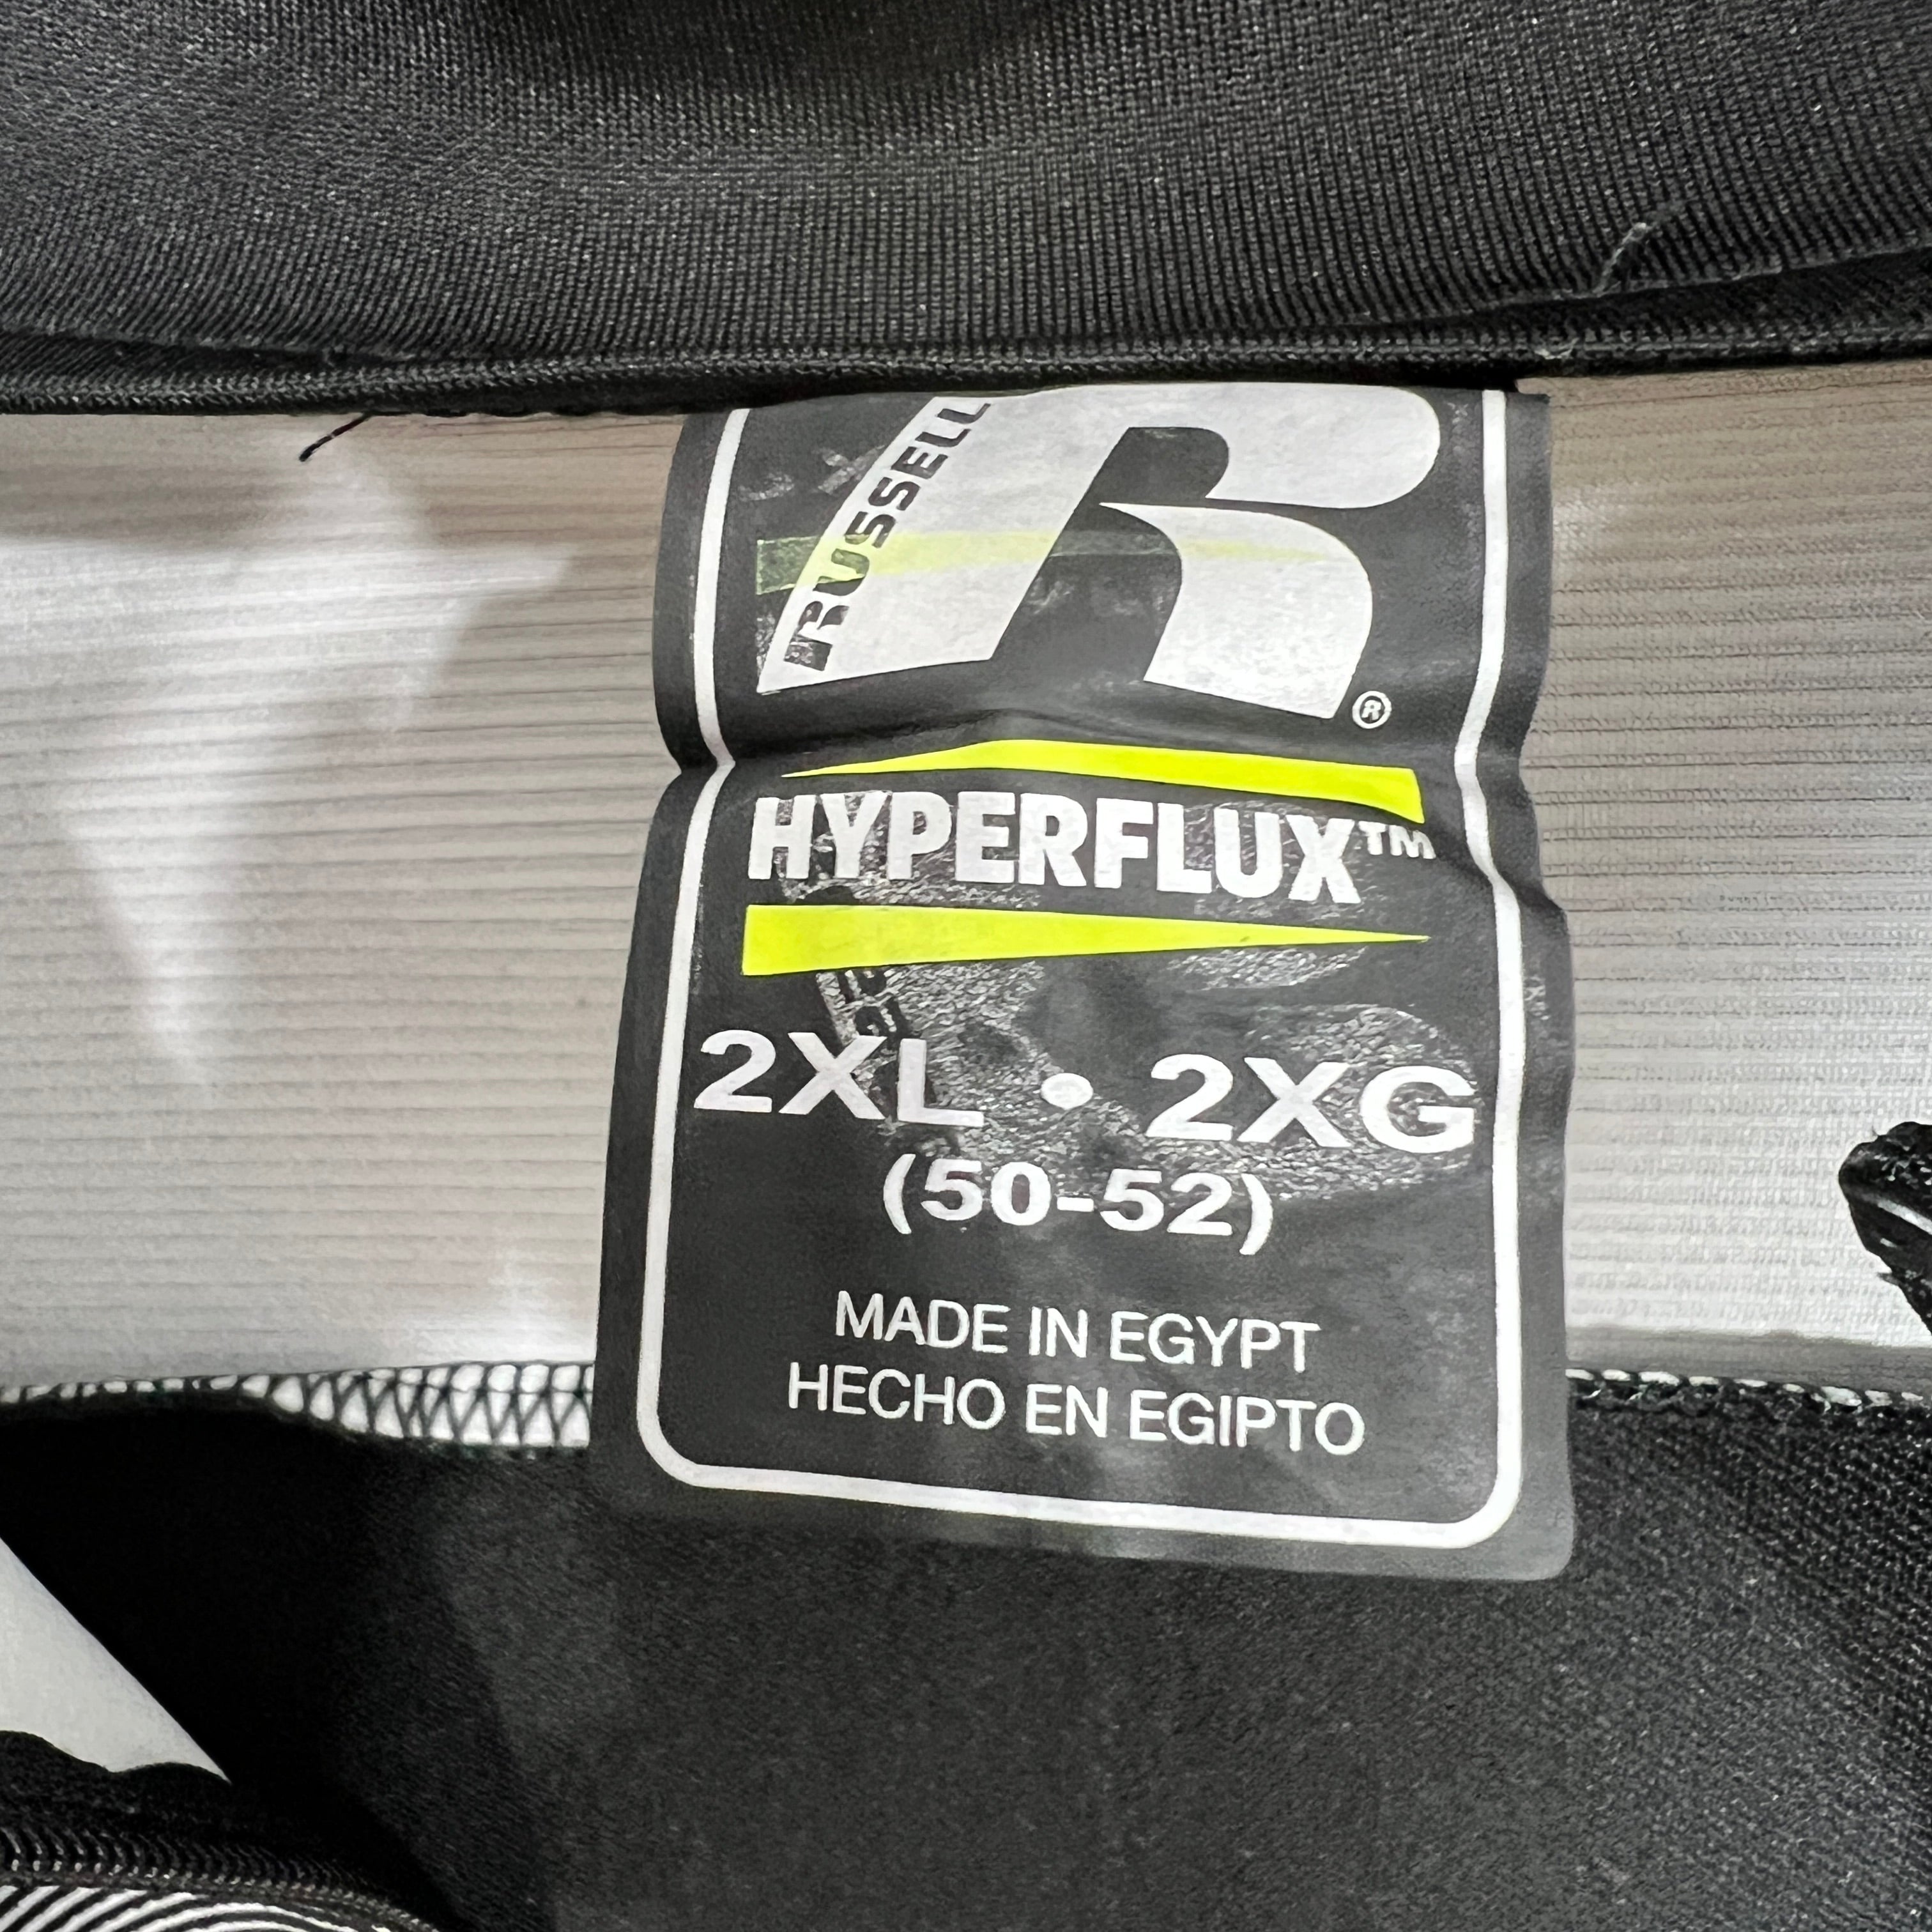 RUSSELL
R®
HYPERFLUX™
2XL • 2XG
(50-52)
MADE IN EGYPT
HECHO EN EGIPTO